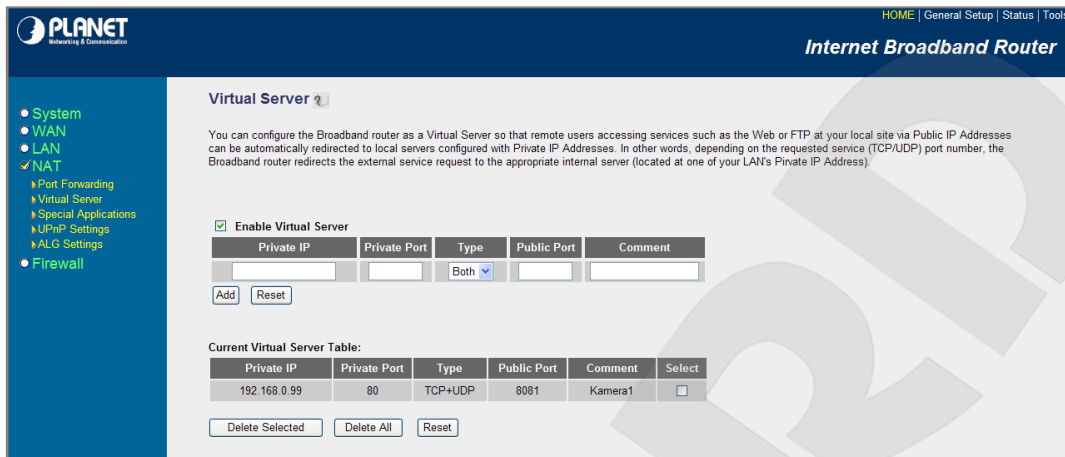 PLANET
Networking & Communication
HOME | General Setup | Status | Tools
Internet Broadband Router
System
WAN
LAN
NAT
Port Forwarding
Virtual Server
Special Applications
UPnP Settings
ALG Settings
Firewall
Virtual Server
You can configure the Broadband router as a Virtual Server so that remote users accessing services such as the Web or FTP at your local site via Public IP Addresses
can be automatically redirected to local servers configured with Private IP Addresses. In other words, depending on the requested service (TCP/UDP) port number, the
Broadband router redirects the external service request to the appropriate internal server (located at one of your LAN's Pivate IP Address).
Enable Virtual Server
Private IP Private Port Type Public Port Comment
Both
Add Reset
Current Virtual Server Table:
Private IP Private Port Type Public Port Comment Select
192.168.0.99 80 TCP+UDP 8081 Kamera1
Delete Selected Delete All Reset